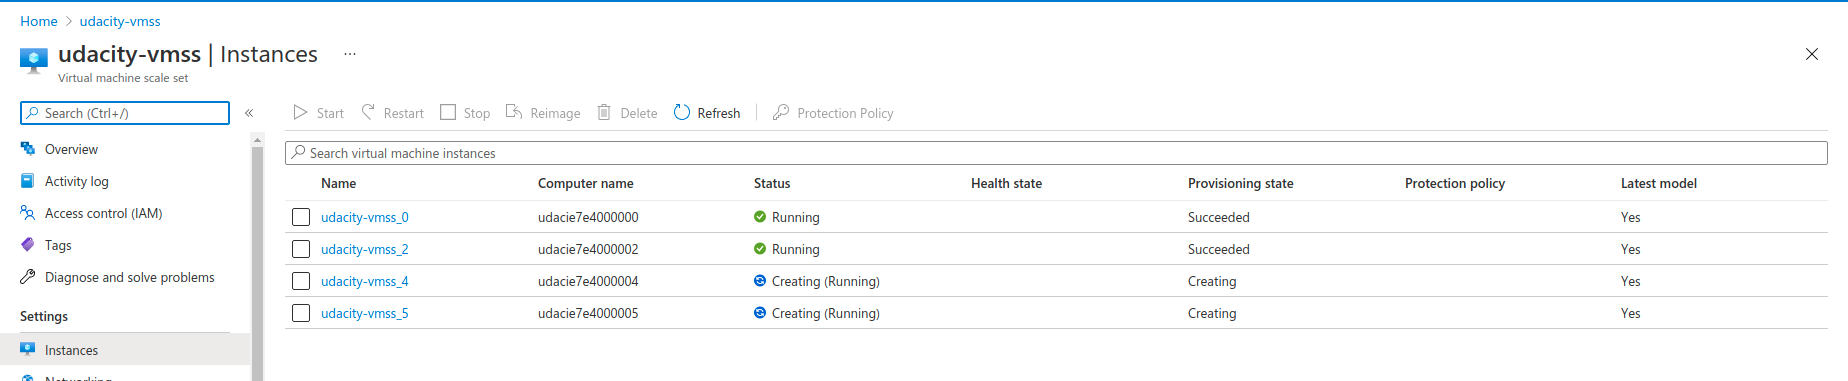 Home > udacity-vmss
udacity-vmss | Instances ...
Virtual machine scale set
Search (Ctrl+/) «
Overview
Activity log
Access control (IAM)
Tags
Diagnose and solve problems
Settings
Instances
Networking
Start Restart Stop Reimage Delete Refresh Protection Policy
Search virtual machine instances
Name Computer name Status Health state Provisioning state Protection policy Latest model
udacity-vmss_0 udacie7e4000000 Running Succeeded Yes
udacity-vmss_2 udacie7e4000002 Running Succeeded Yes
udacity-vmss_4 udacie7e4000004 Creating (Running) Creating Yes
udacity-vmss_5 udacie7e4000005 Creating (Running) Creating Yes